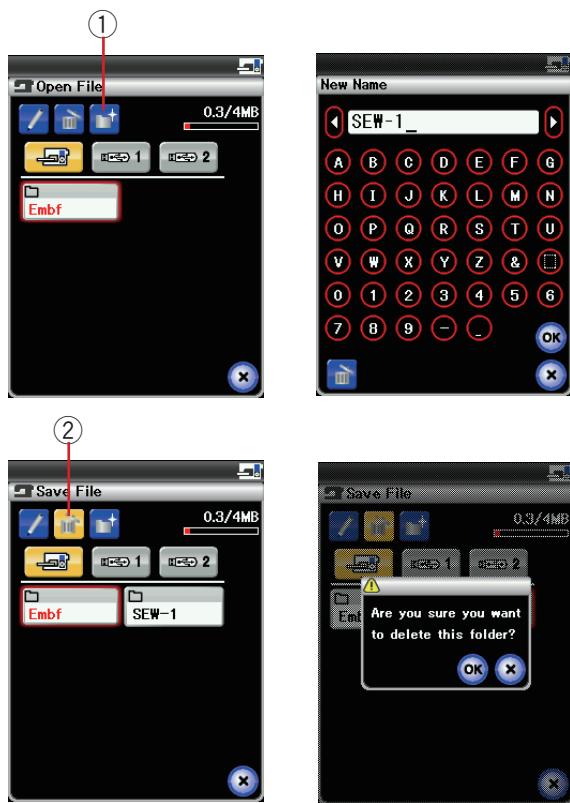 1
Open File
0.3/4MB
1
2
Embf
New Name
SEW-1_
A B C D E F G
H I J K L M N
O P Q R S T U
V W X Y Z &
0 1 2 3 4 5 6
7 8 9 - _
OK
×
×
2
Save File
0.3/4MB
1
2
Embf
SEW-1
×
Save File
0.3/4MB
1
2
Emb
Are you sure you want
to delete this folder?
OK ×
×